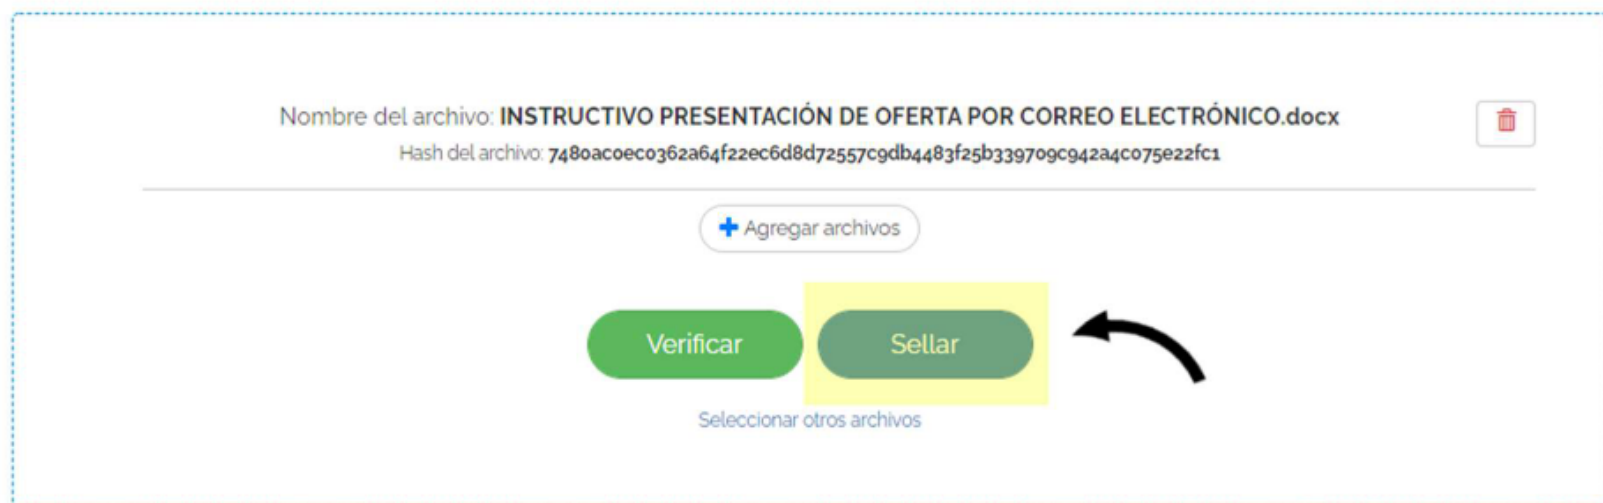 Nombre del archivo: INSTRUCTIVO PRESENTACIÓN DE OFERTA POR CORREO ELECTRÓNICO.docx
Hash del archivo: 7480ac0ec0362a64f22ec6d8d72557c9db4483f25b339709c942a4c075e22fc1
Agregar archivos
Verificar
Sellar
Seleccionar otros archivos